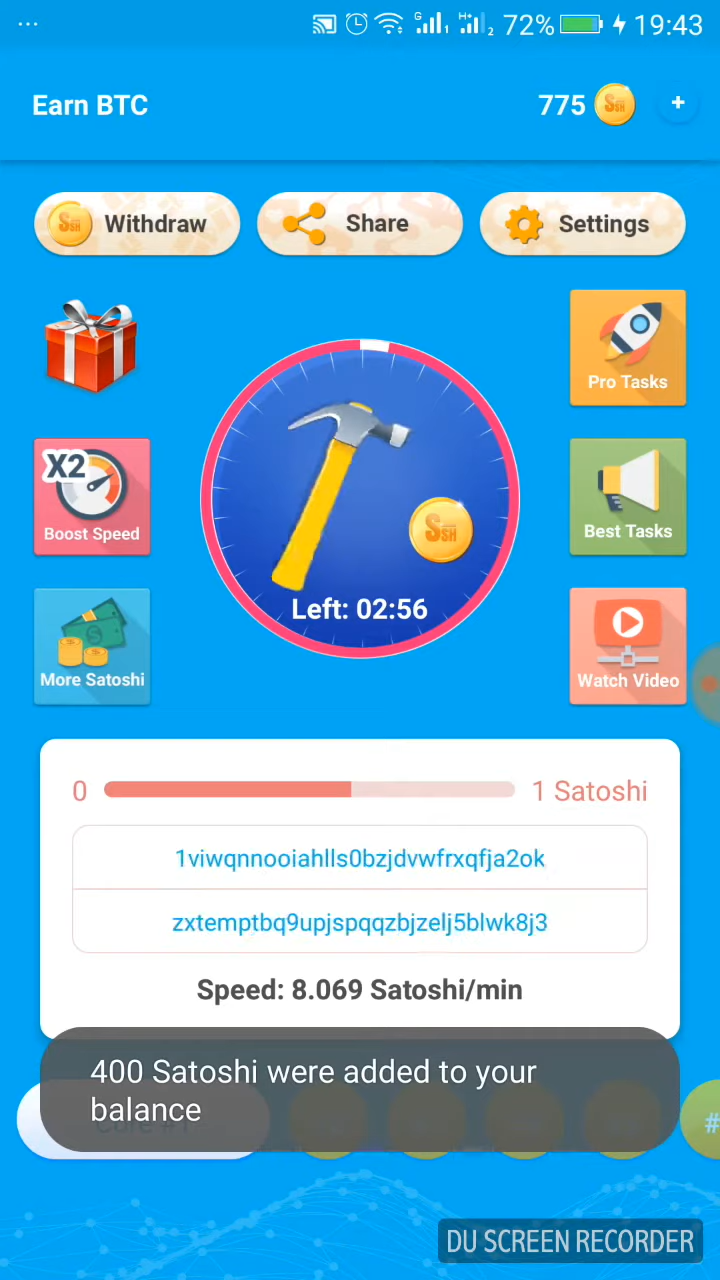 G 1 H+ 2 72% 19:43
Earn BTC 775 +
Withdraw Share Settings
Pro Tasks
X2
Boost Speed Best Tasks
Left: 02:56
More Satoshi Watch Video
0 1 Satoshi
1viwqnnooiahlls0bzjdvwfrxqfja2ok
zxtemptbq9upjspqqzbjzelj5blwk8j3
Speed: 8.069 Satoshi/min
400 Satoshi were added to your
balance
#
DU SCREEN RECORDER